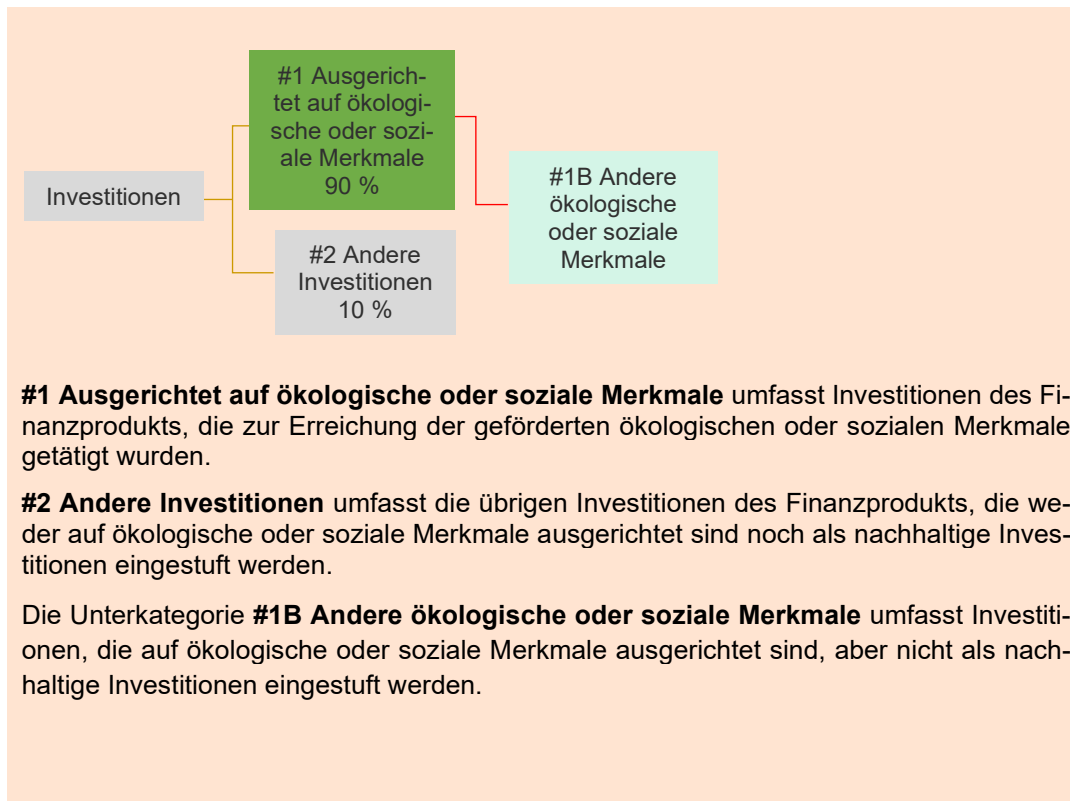 #1 Ausgerich-
tet auf ökologi-
sche oder sozi-
ale Merkmale
90 %
Investitionen
#1B Andere
ökologische
oder soziale
Merkmale
#2 Andere
Investitionen
10 %
#1 Ausgerichtet auf ökologische oder soziale Merkmale umfasst Investitionen des Fi-
nanzprodukts, die zur Erreichung der geförderten ökologischen oder sozialen Merkmale
getätigt wurden.
#2 Andere Investitionen umfasst die übrigen Investitionen des Finanzprodukts, die we-
der auf ökologische oder soziale Merkmale ausgerichtet sind noch als nachhaltige Inves-
titionen eingestuft werden.
Die Unterkategorie #1B Andere ökologische oder soziale Merkmale umfasst Investiti-
onen, die auf ökologische oder soziale Merkmale ausgerichtet sind, aber nicht als nach-
haltige Investitionen eingestuft werden.